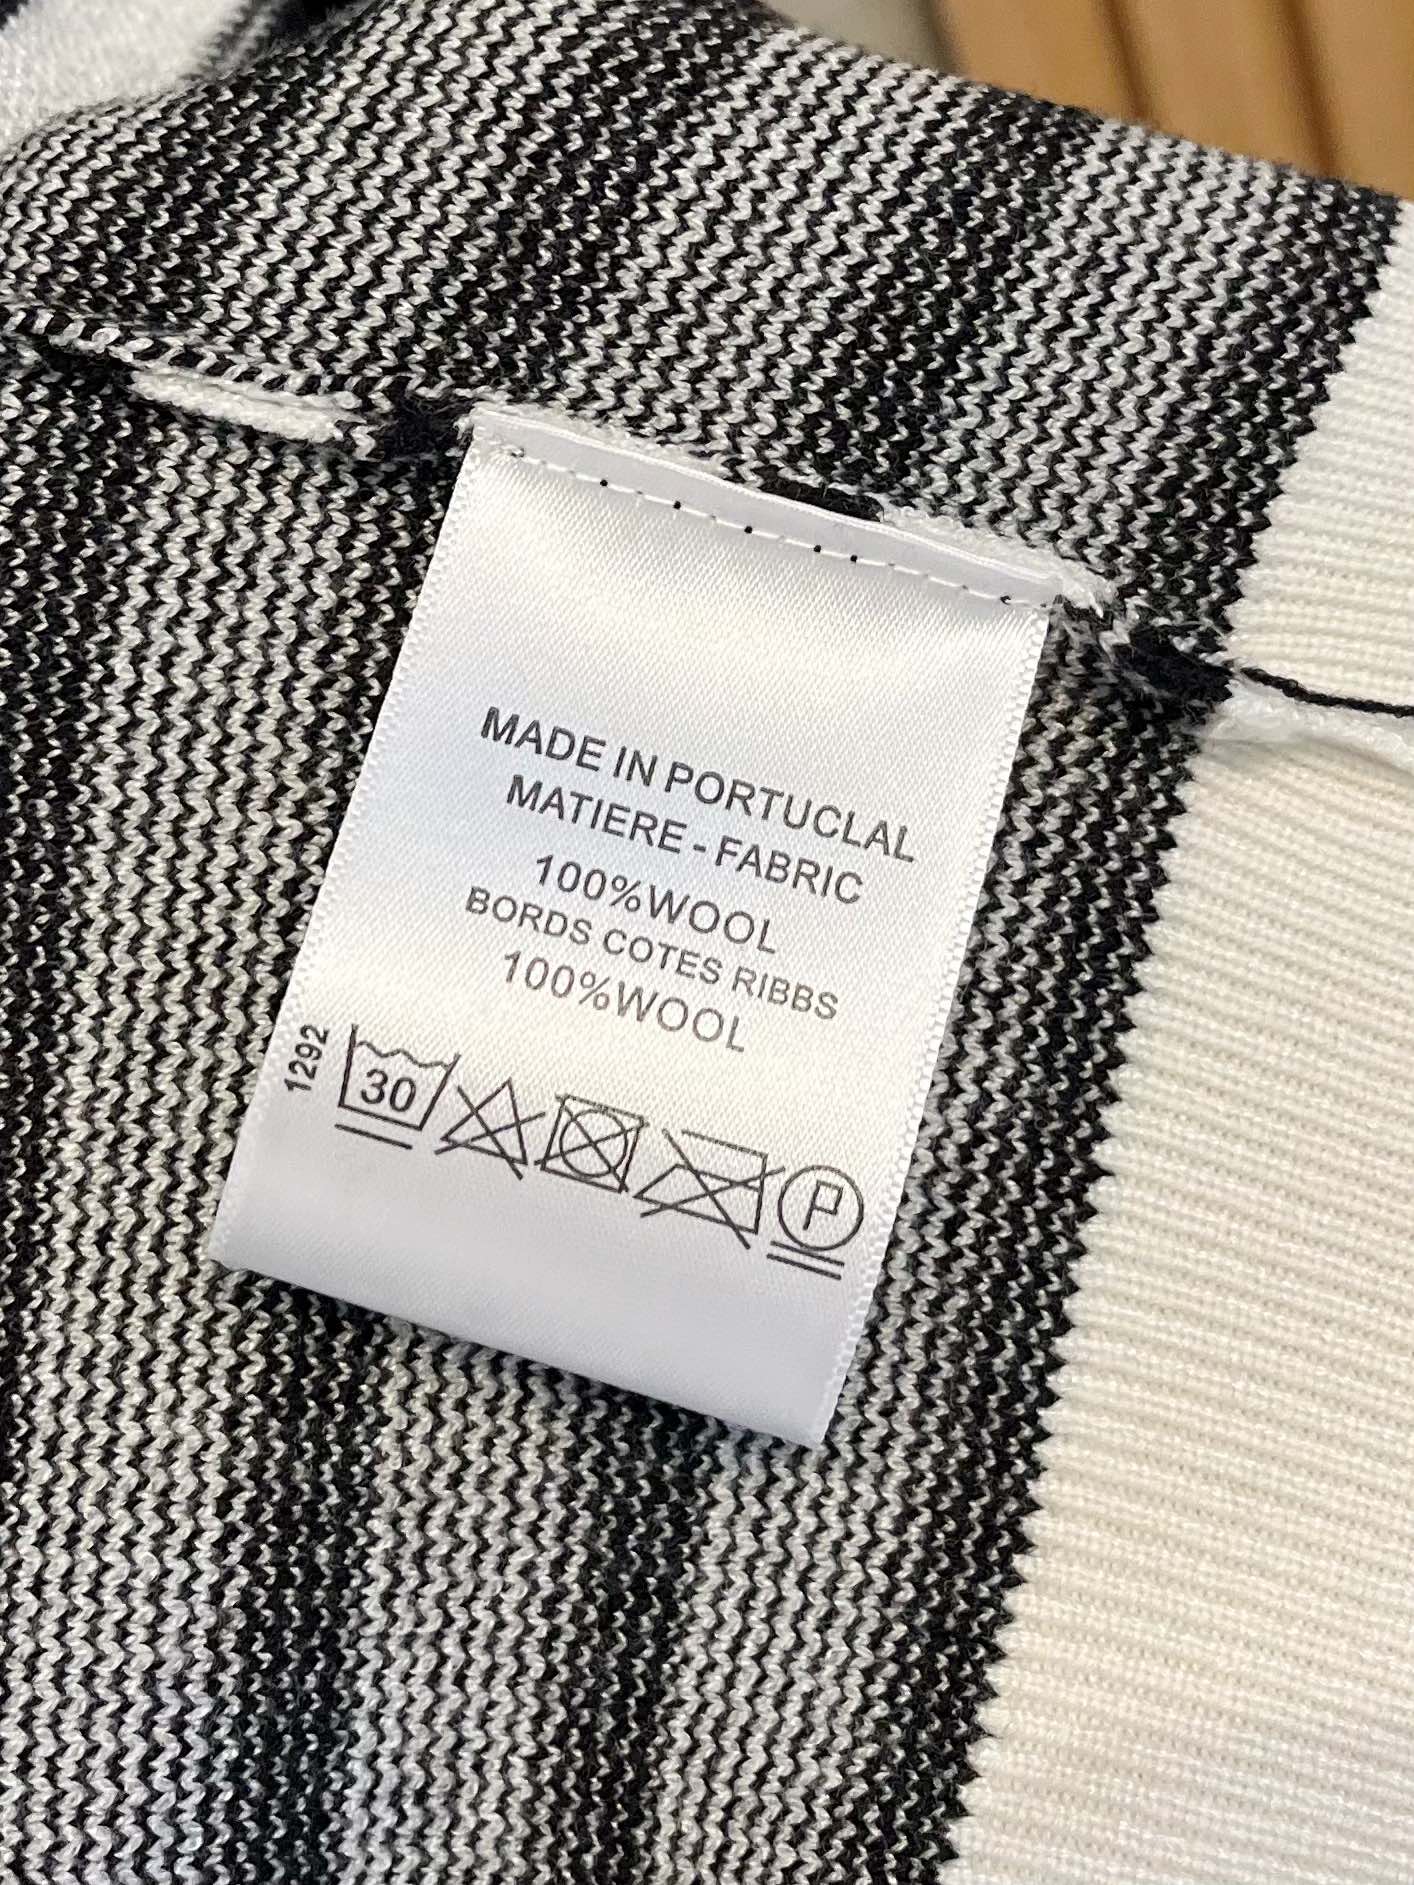 MADE IN PORTUCLAL
MATIERE - FABRIC
100%WOOL
BORDS COTES RIBBS
100%WOOL
1292
30
P